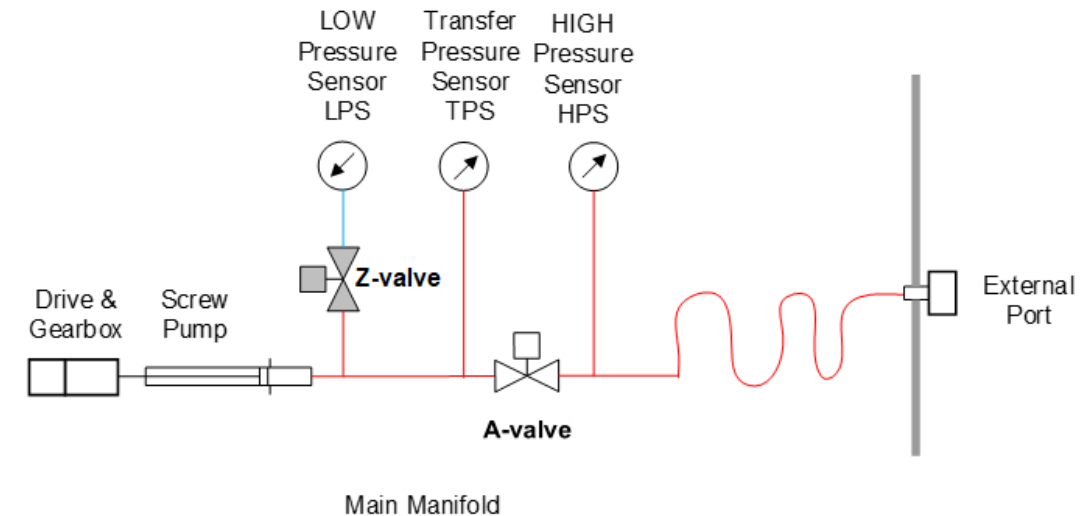 LOW
Pressure
Sensor
LPS
Transfer
Pressure
Sensor
TPS
HIGH
Pressure
Sensor
HPS
Z-valve
Drive &
Gearbox
Screw
Pump
External
Port
A-valve
Main Manifold